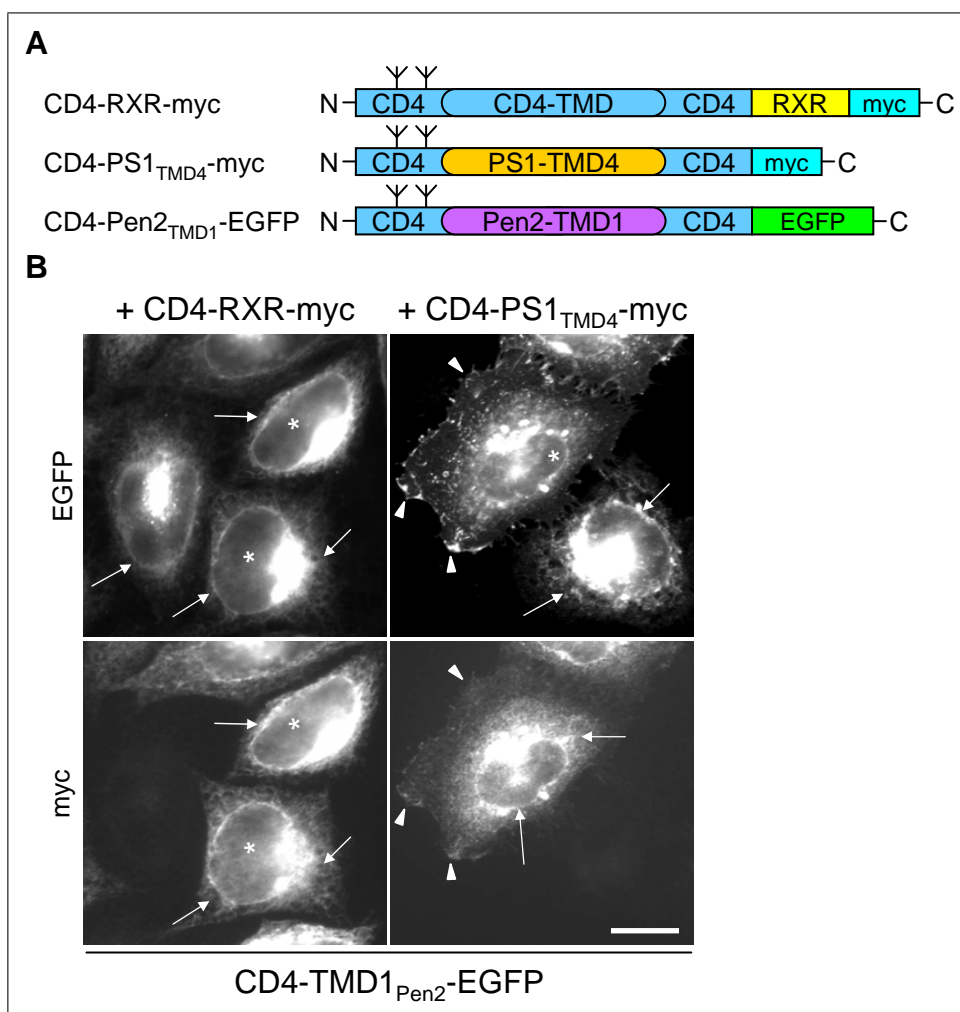 A
CD4-RXR-myc N CD4 CD4-TMD CD4 RXR myc C
CD4-PS1TMD4-myc N CD4 PS1-TMD4 CD4 myc C
CD4-Pen2TMD1-EGFP N CD4 Pen2-TMD1 CD4 EGFP C
B
+ CD4-RXR-myc + CD4-PS1TMD4-myc
EGFP
* * *
myc
* *
CD4-TMD1Pen2-EGFP